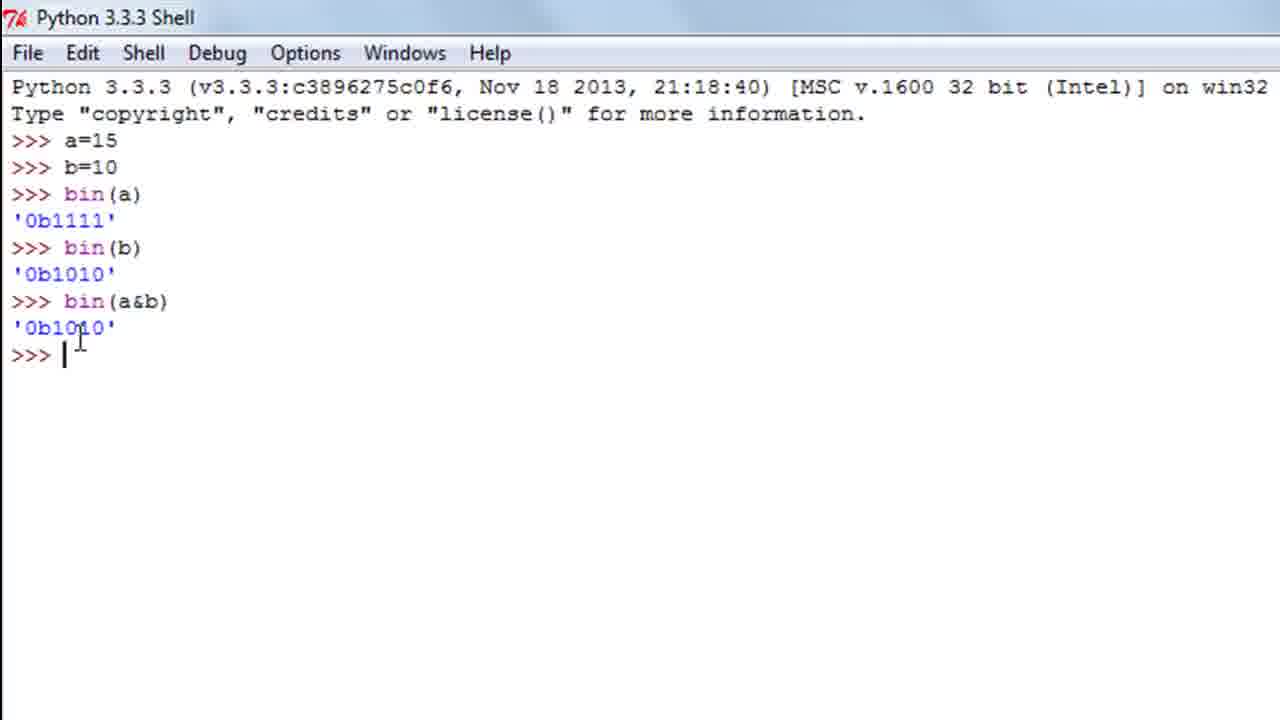 Python 3.3.3 Shell
File Edit Shell Debug Options Windows Help
Python 3.3.3 (v3.3.3:c3896275c0f6, Nov 18 2013, 21:18:40) [MSC v.1600 32 bit (Intel)] on win32
Type "copyright", "credits" or "license()" for more information.
>>> a=15
>>> b=10
>>> bin(a)
'0b1111'
>>> bin(b)
'0b1010'
>>> bin(a&b)
'0b1010'
>>>